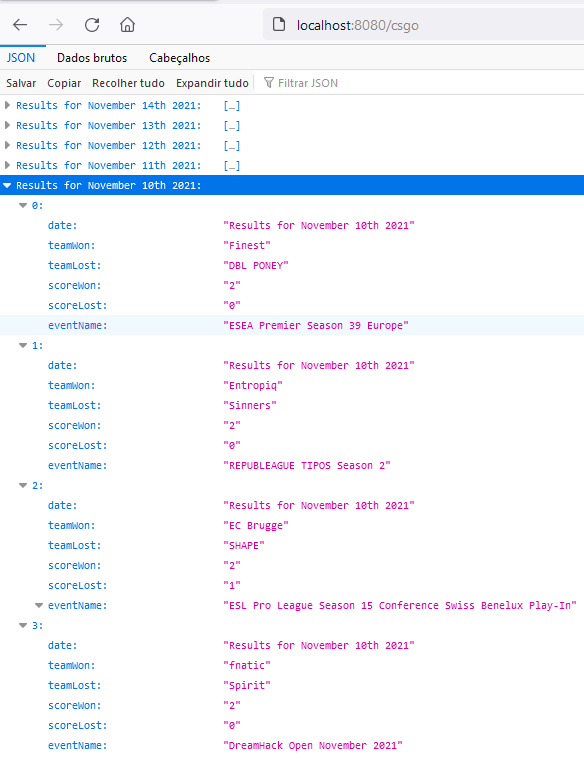 localhost:8080/csgo
JSON Dados brutos Cabeçalhos
Salvar Copiar Recolher tudo Expandir tudo Filtrar JSON
Results for November 14th 2021: […]
Results for November 13th 2021: […]
Results for November 12th 2021: […]
Results for November 11th 2021: […]
Results for November 10th 2021:
0:
date: "Results for November 10th 2021"
teamWon: "Finest"
teamLost: "DBL PONEY"
scoreWon: "2"
scoreLost: "0"
eventName: "ESEA Premier Season 39 Europe"
1:
date: "Results for November 10th 2021"
teamWon: "Entropiq"
teamLost: "Sinners"
scoreWon: "2"
scoreLost: "0"
eventName: "REPUBLEAGUE TIPOS Season 2"
2:
date: "Results for November 10th 2021"
teamWon: "EC Brugge"
teamLost: "SHAPE"
scoreWon: "2"
scoreLost: "1"
eventName: "ESL Pro League Season 15 Conference Swiss Benelux Play-In"
3:
date: "Results for November 10th 2021"
teamWon: "fnatic"
teamLost: "Spirit"
scoreWon: "2"
scoreLost: "0"
eventName: "DreamHack Open November 2021"